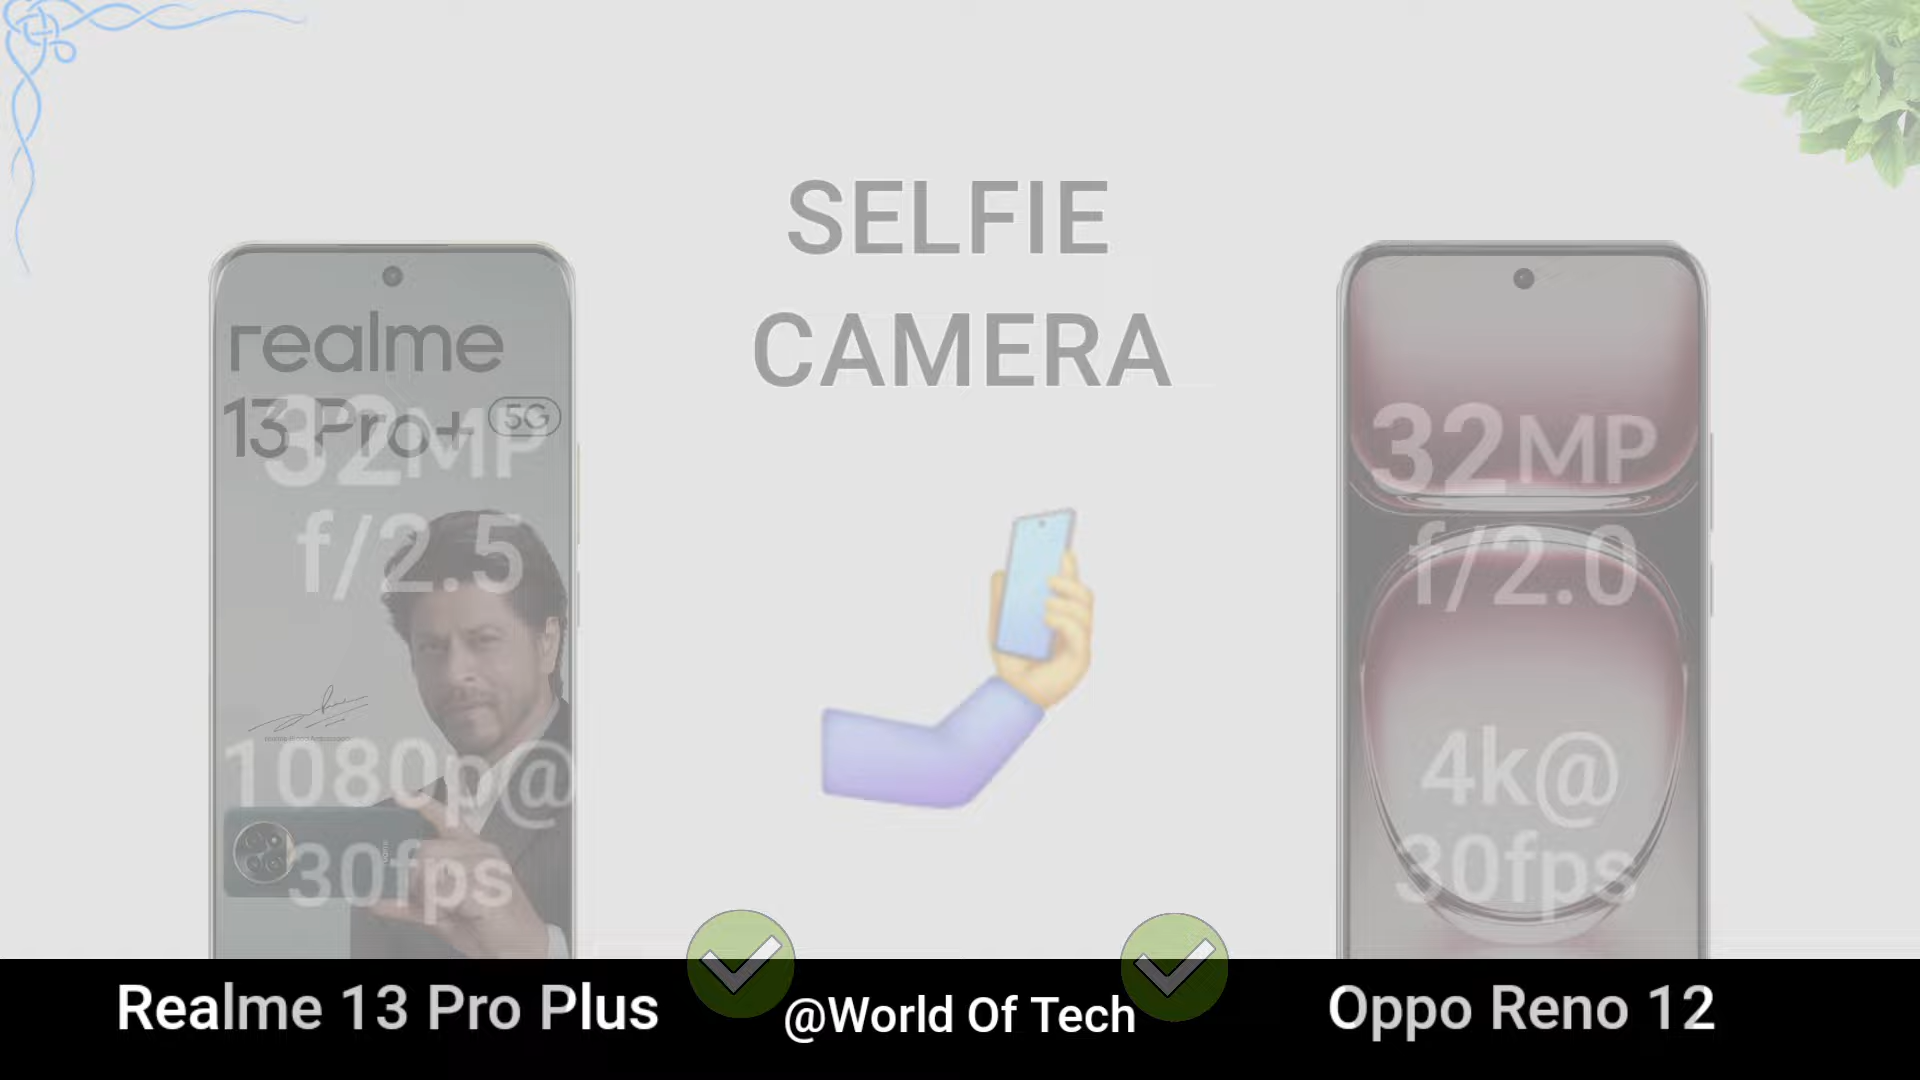 SELFIE
CAMERA
realme
13 Pro+ 5G
32MP
f/2.5
1080p@
30fps
32MP
f/2.0
4k@
30fps
Realme 13 Pro Plus
@World Of Tech
Oppo Reno 12